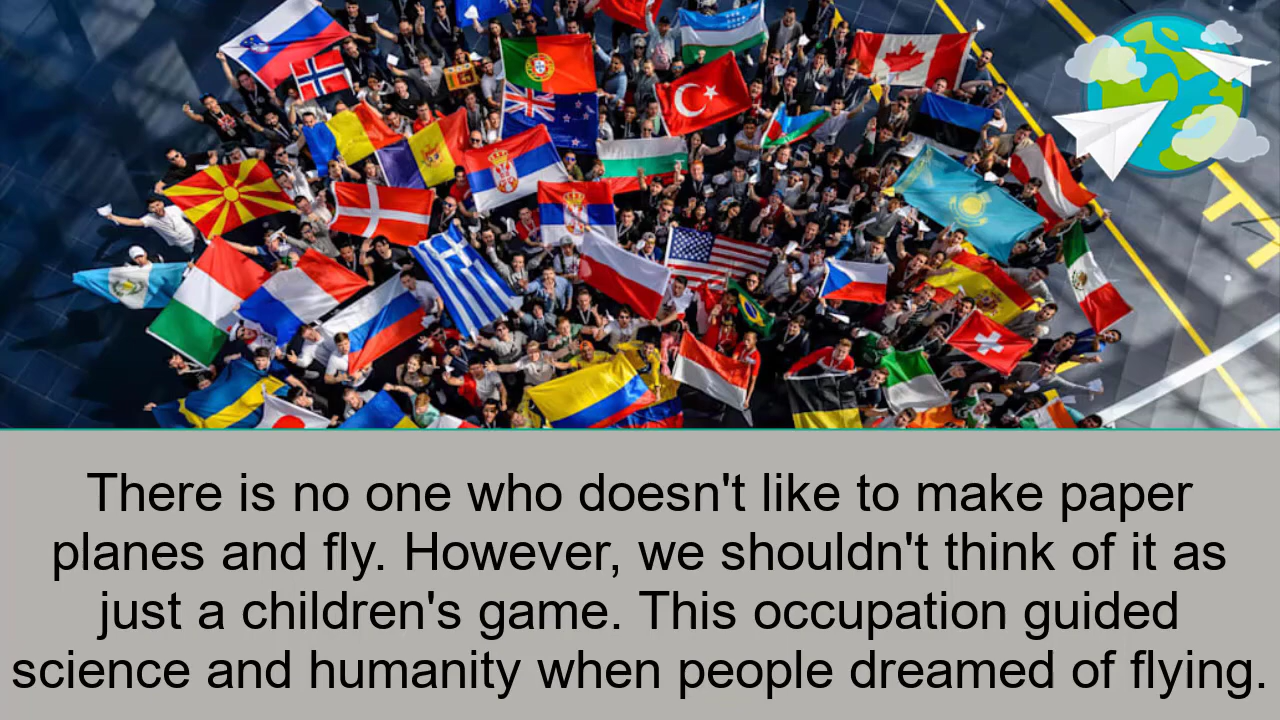 There is no one who doesn't like to make paper
planes and fly. However, we shouldn't think of it as
just a children's game. This occupation guided
science and humanity when people dreamed of flying.